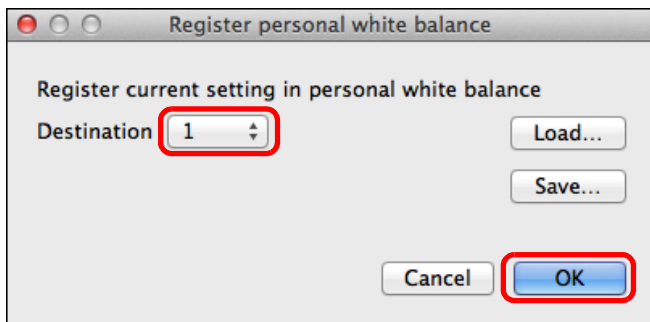 Register personal white balance
Register current setting in personal white balance
Destination 1
Load...
Save...
Cancel OK